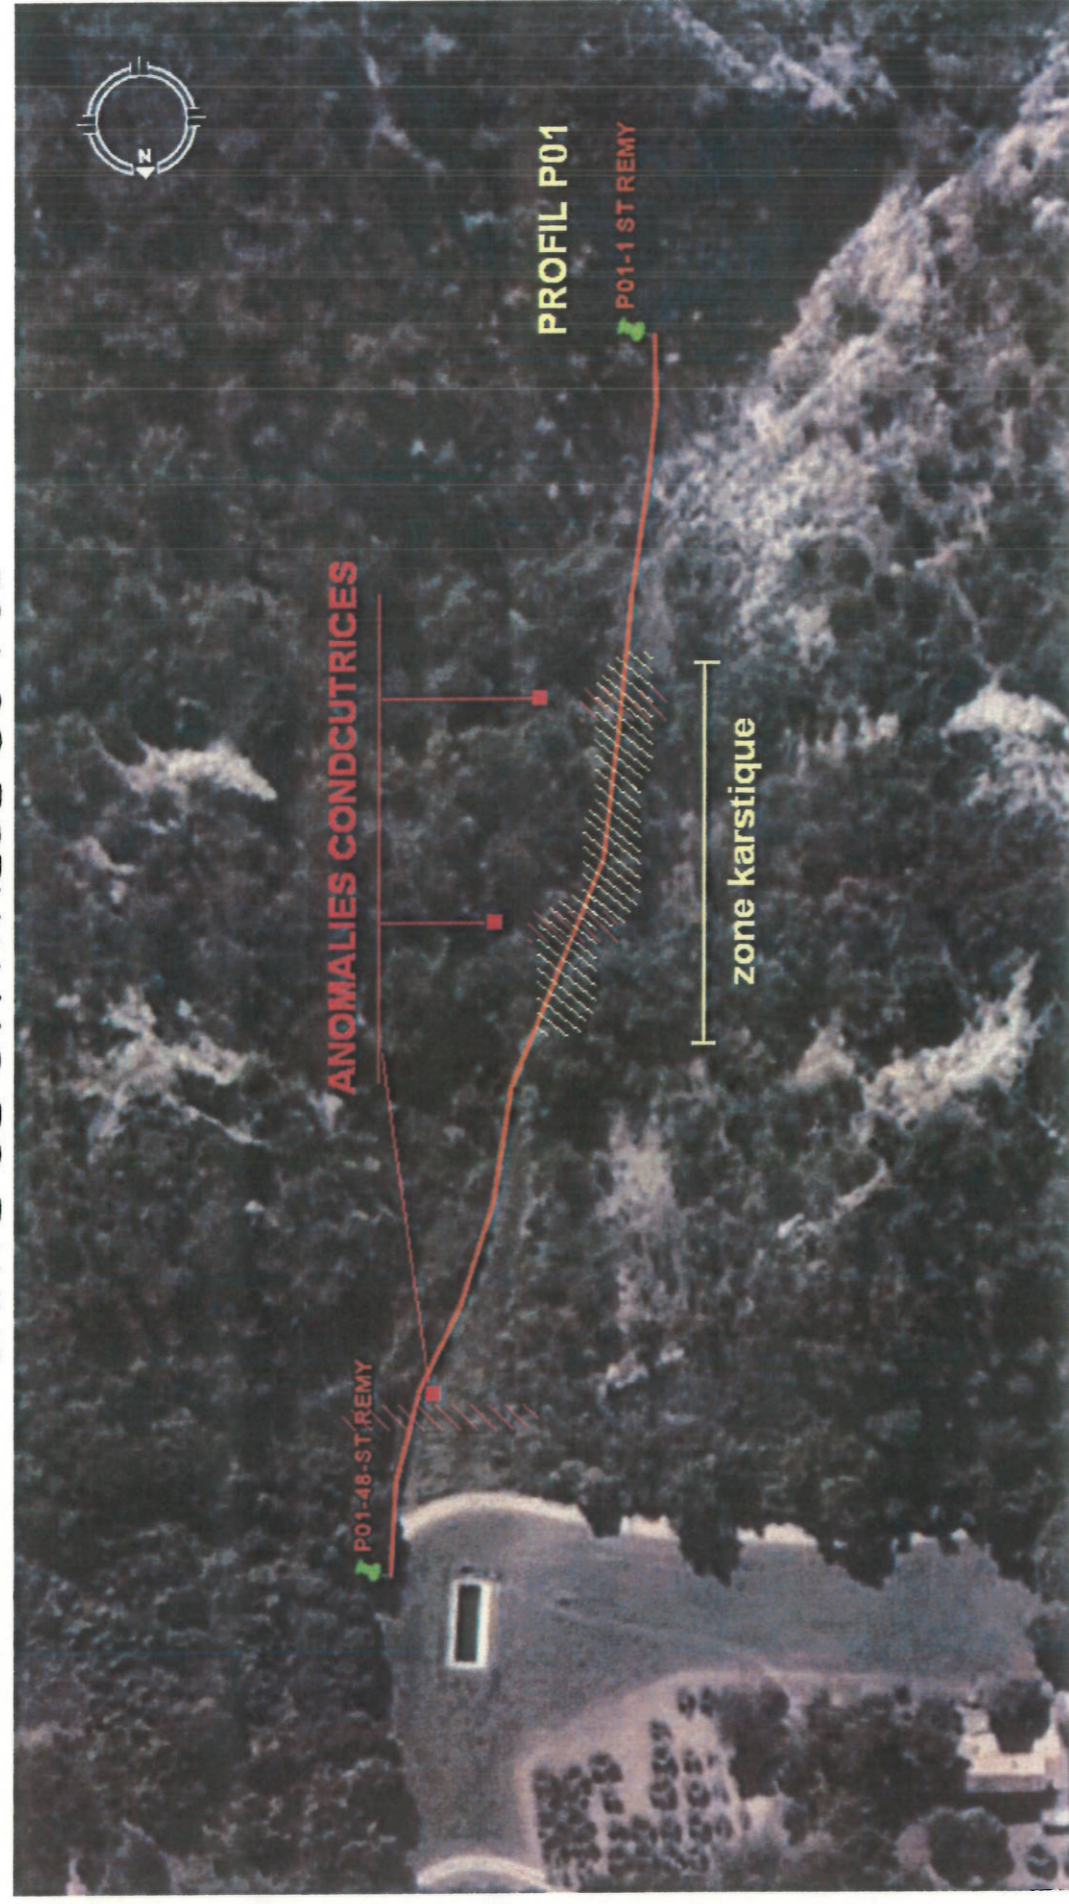 ANOMALIES CONDCUTRICES
PROFIL P01
P01-1 ST REMY
P01-48-ST REMY
zone karstique
N